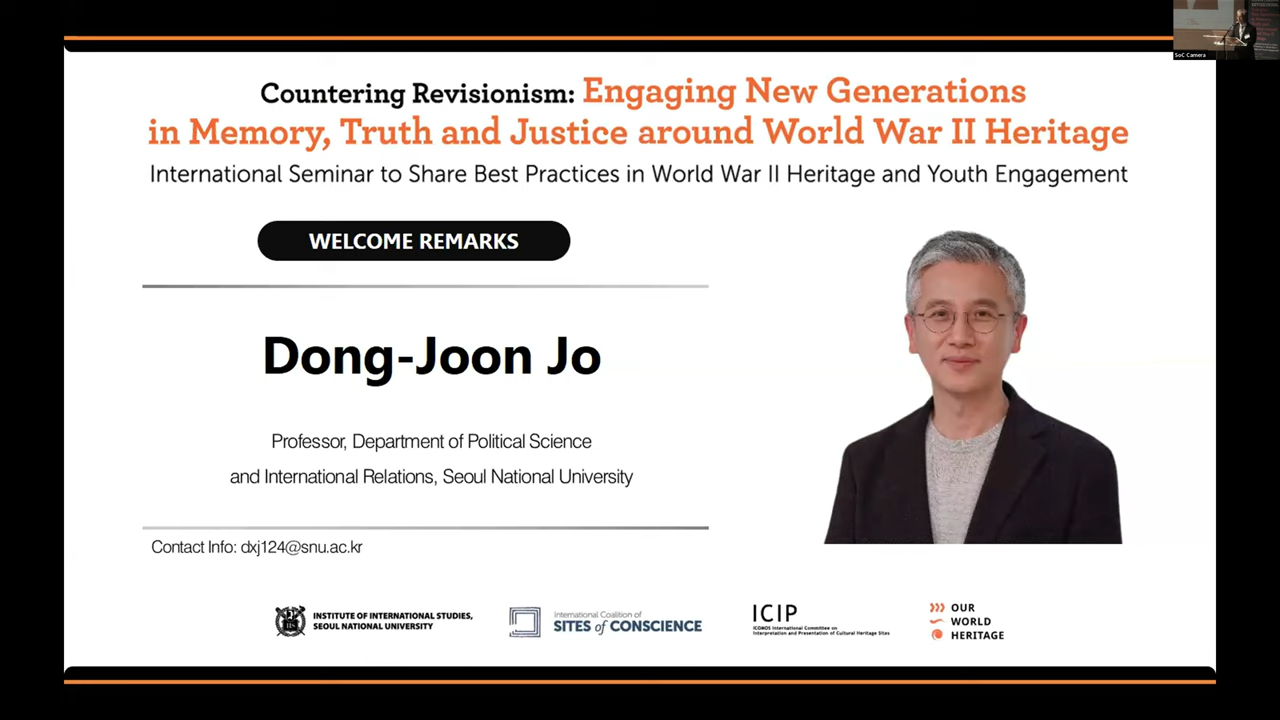 SoC Camera
Countering Revisionism: Engaging New Generations
in Memory, Truth and Justice around World War II Heritage
International Seminar to Share Best Practices in World War II Heritage and Youth Engagement
WELCOME REMARKS
Dong-Joon Jo
Professor, Department of Political Science
and International Relations, Seoul National University
Contact Info: dxj124@snu.ac.kr
INSTITUTE OF INTERNATIONAL STUDIES,
SEOUL NATIONAL UNIVERSITY
International Coalition of
SITES of CONSCIENCE
ICIP
ICOMOS International Committee on
Interpretation and Presentation of Cultural Heritage Sites
OUR
WORLD
HERITAGE